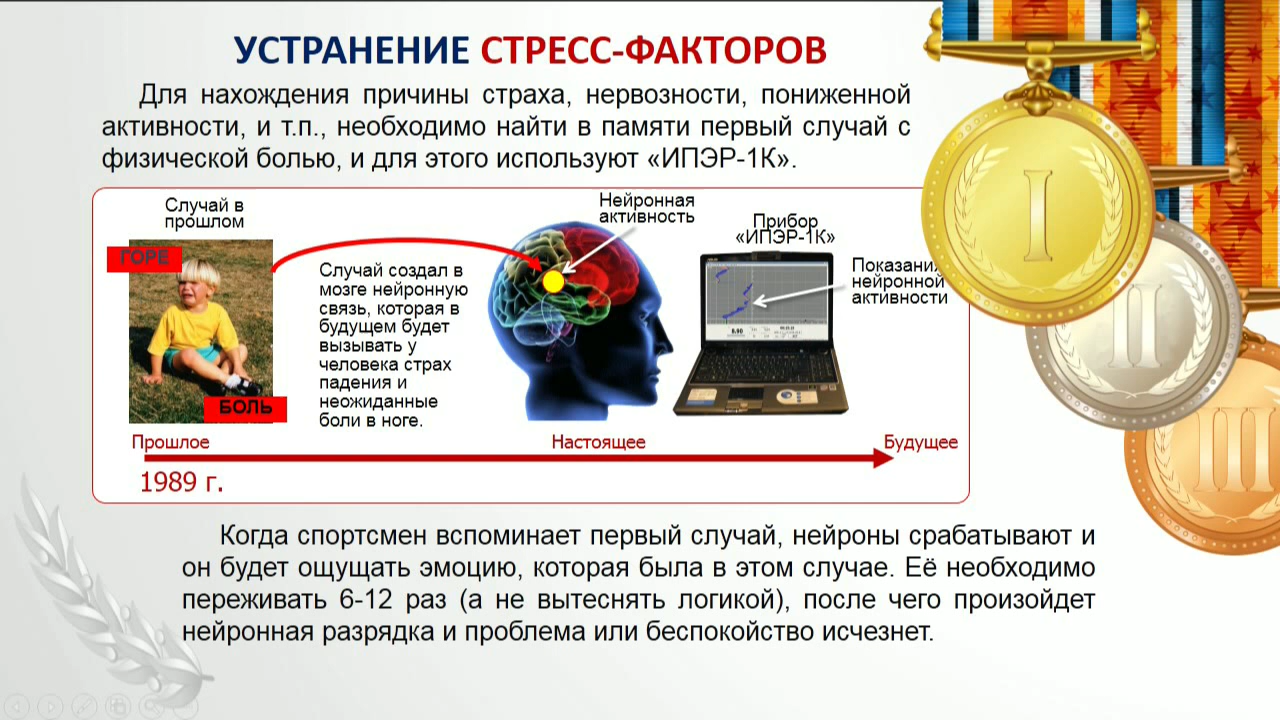 УСТРАНЕНИЕ СТРЕСС-ФАКТОРОВ
Для нахождения причины страха, нервозности, пониженной
активности, и т.п., необходимо найти в памяти первый случай с
физической болью, и для этого используют «ИПЭР-1К».
Случай в
прошлом
ГОРЕ
БОЛЬ
Случай создал в
мозге нейронную
связь, которая в
будущем будет
вызывать у
человека страх
падения и
неожиданные
боли в ноге.
Нейронная
активность
Прибор
«ИПЭР-1К»
Показания
нейронной
активности
Прошлое
Настоящее
Будущее
1989 г.
Когда спортсмен вспоминает первый случай, нейроны срабатывают и
он будет ощущать эмоцию, которая была в этом случае. Её необходимо
переживать 6-12 раз (а не вытеснять логикой), после чего произойдет
нейронная разрядка и проблема или беспокойство исчезнет.
I
II
III